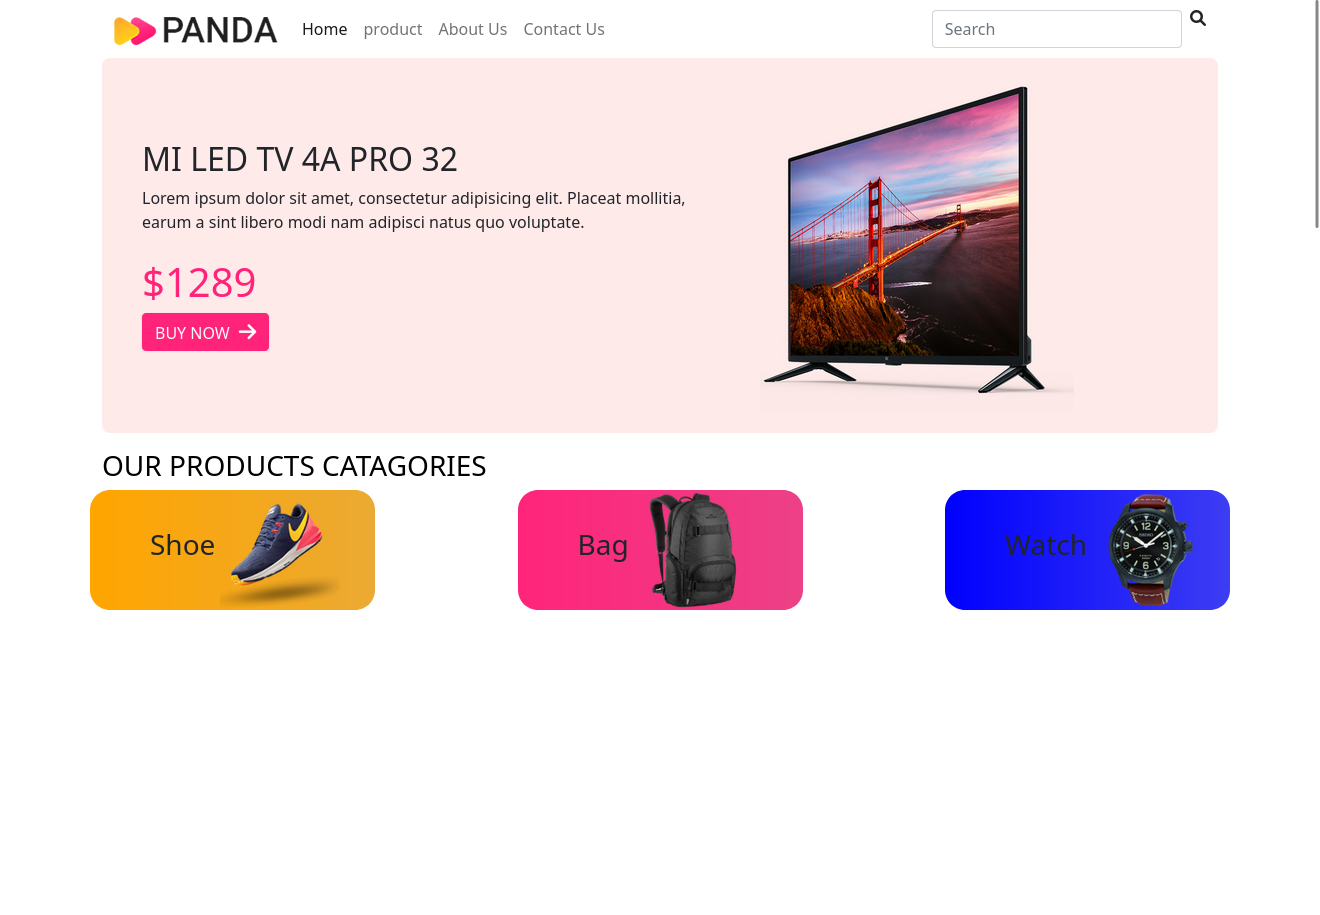 PANDA
Home product About Us Contact Us
Search
MI LED TV 4A PRO 32
Lorem ipsum dolor sit amet, consectetur adipisicing elit. Placeat mollitia,
earum a sint libero modi nam adipisci natus quo voluptate.
$1289
BUY NOW
OUR PRODUCTS CATAGORIES
Shoe
Bag
Watch